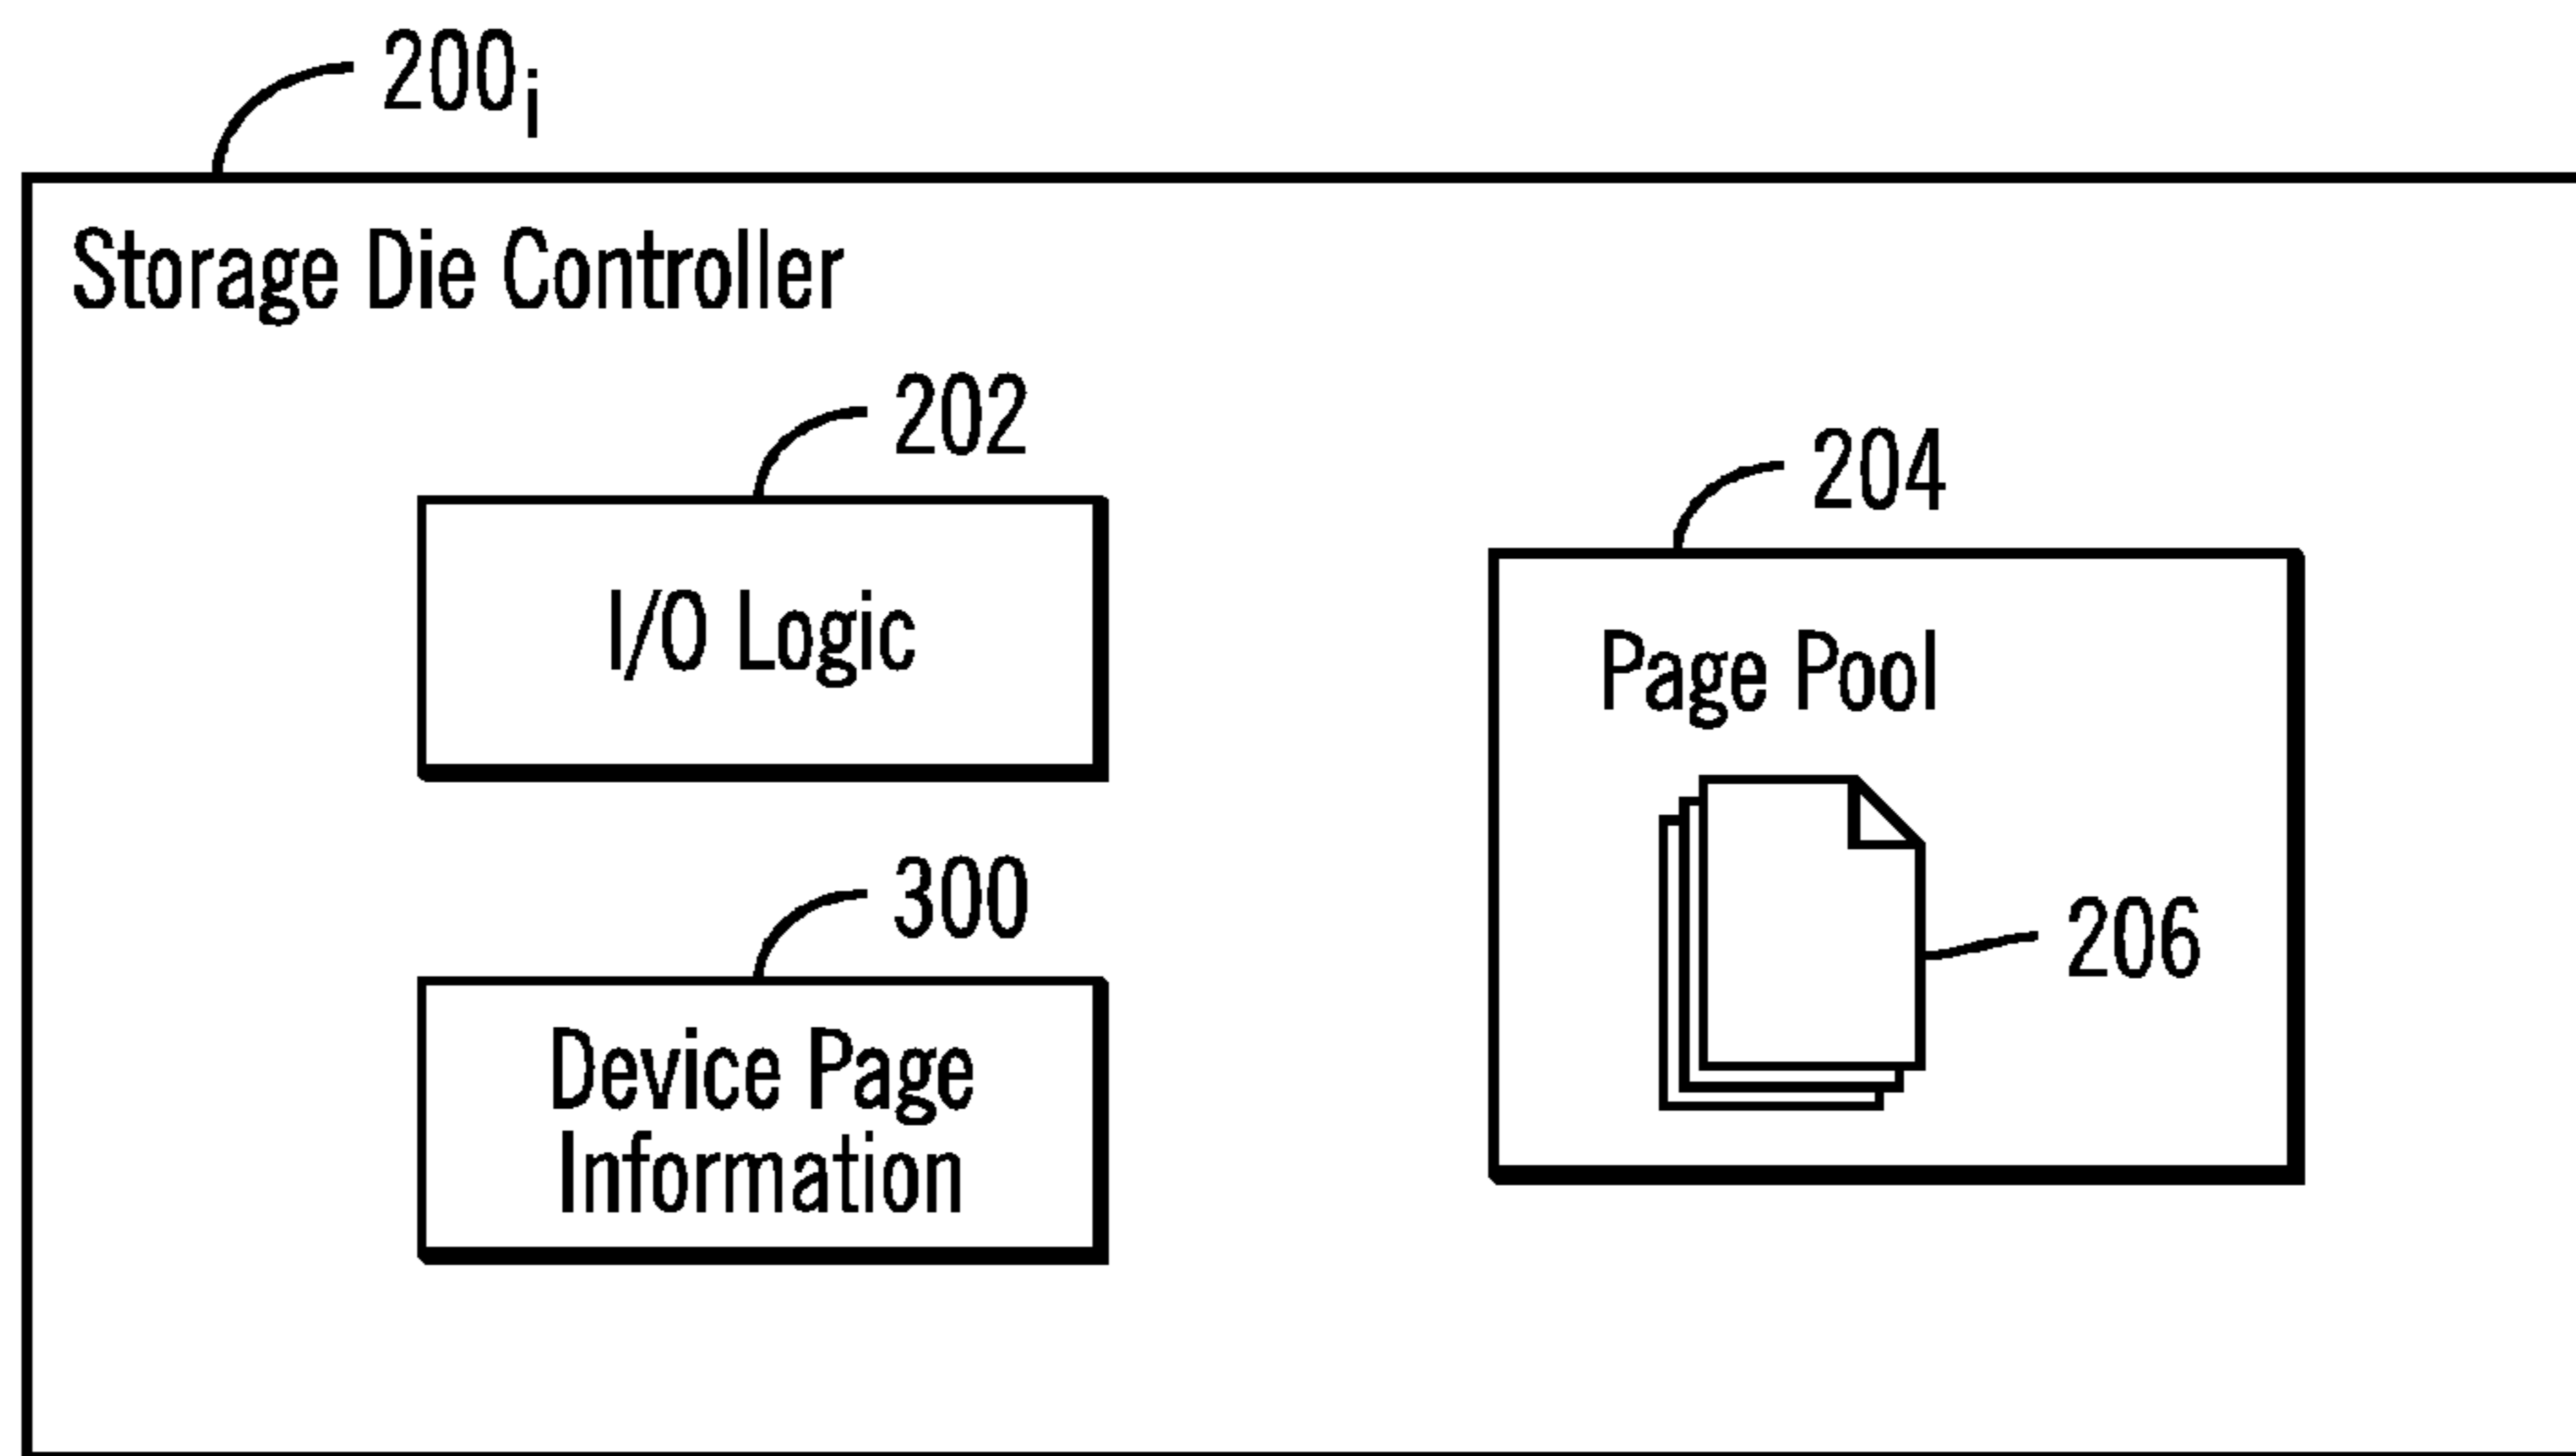 200i
Storage Die Controller
202
I/O Logic
204
Page Pool
300
206
Device Page
Information